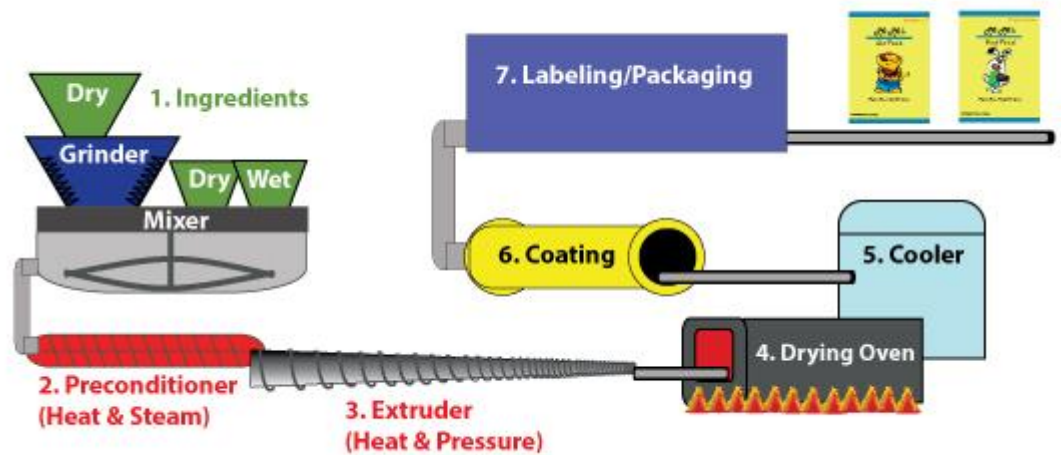 Dry
1. Ingredients
Grinder
Dry
Wet
Mixer
2. Preconditioner
(Heat & Steam)
3. Extruder
(Heat & Pressure)
4. Drying Oven
5. Cooler
6. Coating
7. Labeling/Packaging